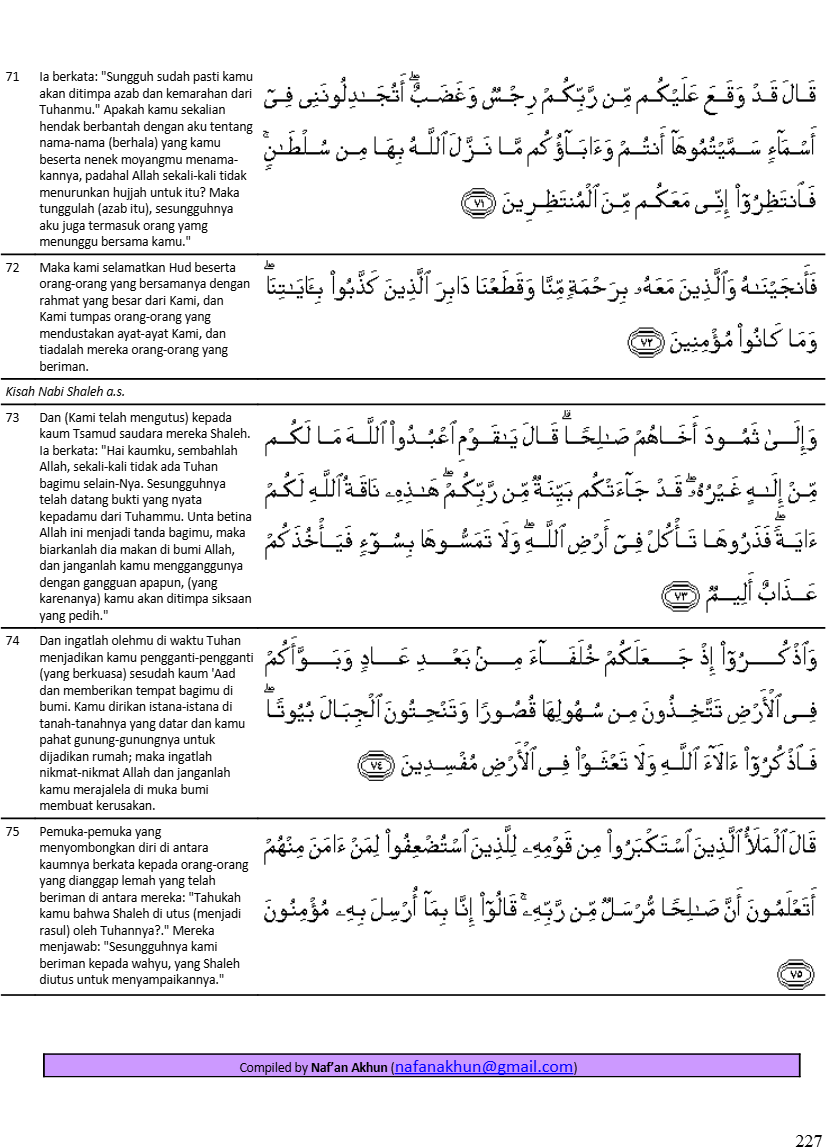 71
Ia berkata: "Sungguh sudah pasti kamu
akan ditimpa azab dan kemarahan dari
Tuhanmu." Apakah kamu sekalian
hendak berbantah dengan aku tentang
nama-nama (berhala) yang kamu
beserta nenek moyangmu menama-
kannya, padahal Allah sekali-kali tidak
menurunkan hujjah untuk itu? Maka
tunggulah (azab itu), sesungguhnya
aku juga termasuk orang yamg
menunggu bersama kamu."
قَالَ قَدْ وَقَعَ عَلَيْكُم مِّن رَّبِّكُمْ رِجْسٌ وَغَضَبٌ ۖ أَتُجَـٰدِلُونَنِى فِىٓ
أَسْمَآءٍ سَمَّيْتُمُوهَآ أَنتُمْ وَءَابَآؤُكُم مَّا نَزَّلَ ٱللَّهُ بِهَا مِن سُلْطَـٰنٍ ۚ
فَٱنتَظِرُوٓا۟ إِنِّى مَعَكُم مِّنَ ٱلْمُنتَظِرِينَ ٧١
72
Maka kami selamatkan Hud beserta
orang-orang yang bersamanya dengan
rahmat yang besar dari Kami, dan
Kami tumpas orang-orang yang
mendustakan ayat-ayat Kami, dan
tiadalah mereka orang-orang yang
beriman.
فَأَنجَيْنَـٰهُ وَٱلَّذِينَ مَعَهُۥ بِرَحْمَةٍ مِّنَّا وَقَطَعْنَا دَابِرَ ٱلَّذِينَ كَذَّبُوا۟ بِـَٔايَـٰتِنَا ۖ
وَمَا كَانُوا۟ مُؤْمِنِينَ ٧٢
Kisah Nabi Shaleh a.s.
73
Dan (Kami telah mengutus) kepada
kaum Tsamud saudara mereka Shaleh.
Ia berkata: "Hai kaumku, sembahlah
Allah, sekali-kali tidak ada Tuhan
bagimu selain-Nya. Sesungguhnya
telah datang bukti yang nyata
kepadamu dari Tuhammu. Unta betina
Allah ini menjadi tanda bagimu, maka
biarkanlah dia makan di bumi Allah,
dan janganlah kamu mengganggunya
dengan gangguan apapun, (yang
karenanya) kamu akan ditimpa siksaan
yang pedih."
وَإِلَىٰ ثَمُودَ أَخَاهُمْ صَـٰلِحًا ۗ قَالَ يَـٰقَوْمِ ٱعْبُدُوا۟ ٱللَّهَ مَا لَكُم
مِّنْ إِلَـٰهٍ غَيْرُهُۥ ۖ قَدْ جَآءَتْكُم بَيِّنَةٌ مِّن رَّبِّكُمْ ۖ هَـٰذِهِۦ نَاقَةُ ٱللَّهِ لَكُمْ
ءَايَةً ۖ فَذَرُوهَا تَأْكُلْ فِىٓ أَرْضِ ٱللَّهِ ۖ وَلَا تَمَسُّوهَا بِسُوٓءٍ فَيَأْخُذَكُمْ
عَذَابٌ أَلِيمٌ ٧٣
74
Dan ingatlah olehmu di waktu Tuhan
menjadikan kamu pengganti-pengganti
(yang berkuasa) sesudah kaum 'Aad
dan memberikan tempat bagimu di
bumi. Kamu dirikan istana-istana di
tanah-tanahnya yang datar dan kamu
pahat gunung-gunungnya untuk
dijadikan rumah; maka ingatlah
nikmat-nikmat Allah dan janganlah
kamu merajalela di muka bumi
membuat kerusakan.
وَٱذْكُرُوٓا۟ إِذْ جَعَلَكُمْ خُلَفَآءَ مِنۢ بَعْدِ عَادٍ وَبَوَّأَكُمْ
فِى ٱلْأَرْضِ تَتَّخِذُونَ مِن سُهُولِهَا قُصُورًا وَتَنْحِتُونَ ٱلْجِبَالَ بُيُوتًا ۖ
فَٱذْكُرُوٓا۟ ءَالَآءَ ٱللَّهِ وَلَا تَعْثَوْا۟ فِى ٱلْأَرْضِ مُفْسِدِينَ ٧٤
75
Pemuka-pemuka yang
menyombongkan diri di antara
kaumnya berkata kepada orang-orang
yang dianggap lemah yang telah
beriman di antara mereka: "Tahukah
kamu bahwa Shaleh di utus (menjadi
rasul) oleh Tuhannya?." Mereka
menjawab: "Sesungguhnya kami
beriman kepada wahyu, yang Shaleh
diutus untuk menyampaikannya."
قَالَ ٱلْمَلَأُ ٱلَّذِينَ ٱسْتَكْبَرُوا۟ مِن قَوْمِهِۦ لِلَّذِينَ ٱسْتُضْعِفُوا۟ لِمَنْ ءَامَنَ مِنْهُمْ
أَتَعْلَمُونَ أَنَّ صَـٰلِحًا مُّرْسَلٌ مِّن رَّبِّهِۦ ۚ قَالُوٓا۟ إِنَّا بِمَآ أُرْسِلَ بِهِۦ مُؤْمِنُونَ
٧٥
Compiled by Naf’an Akhun (nafanakhun@gmail.com)
227